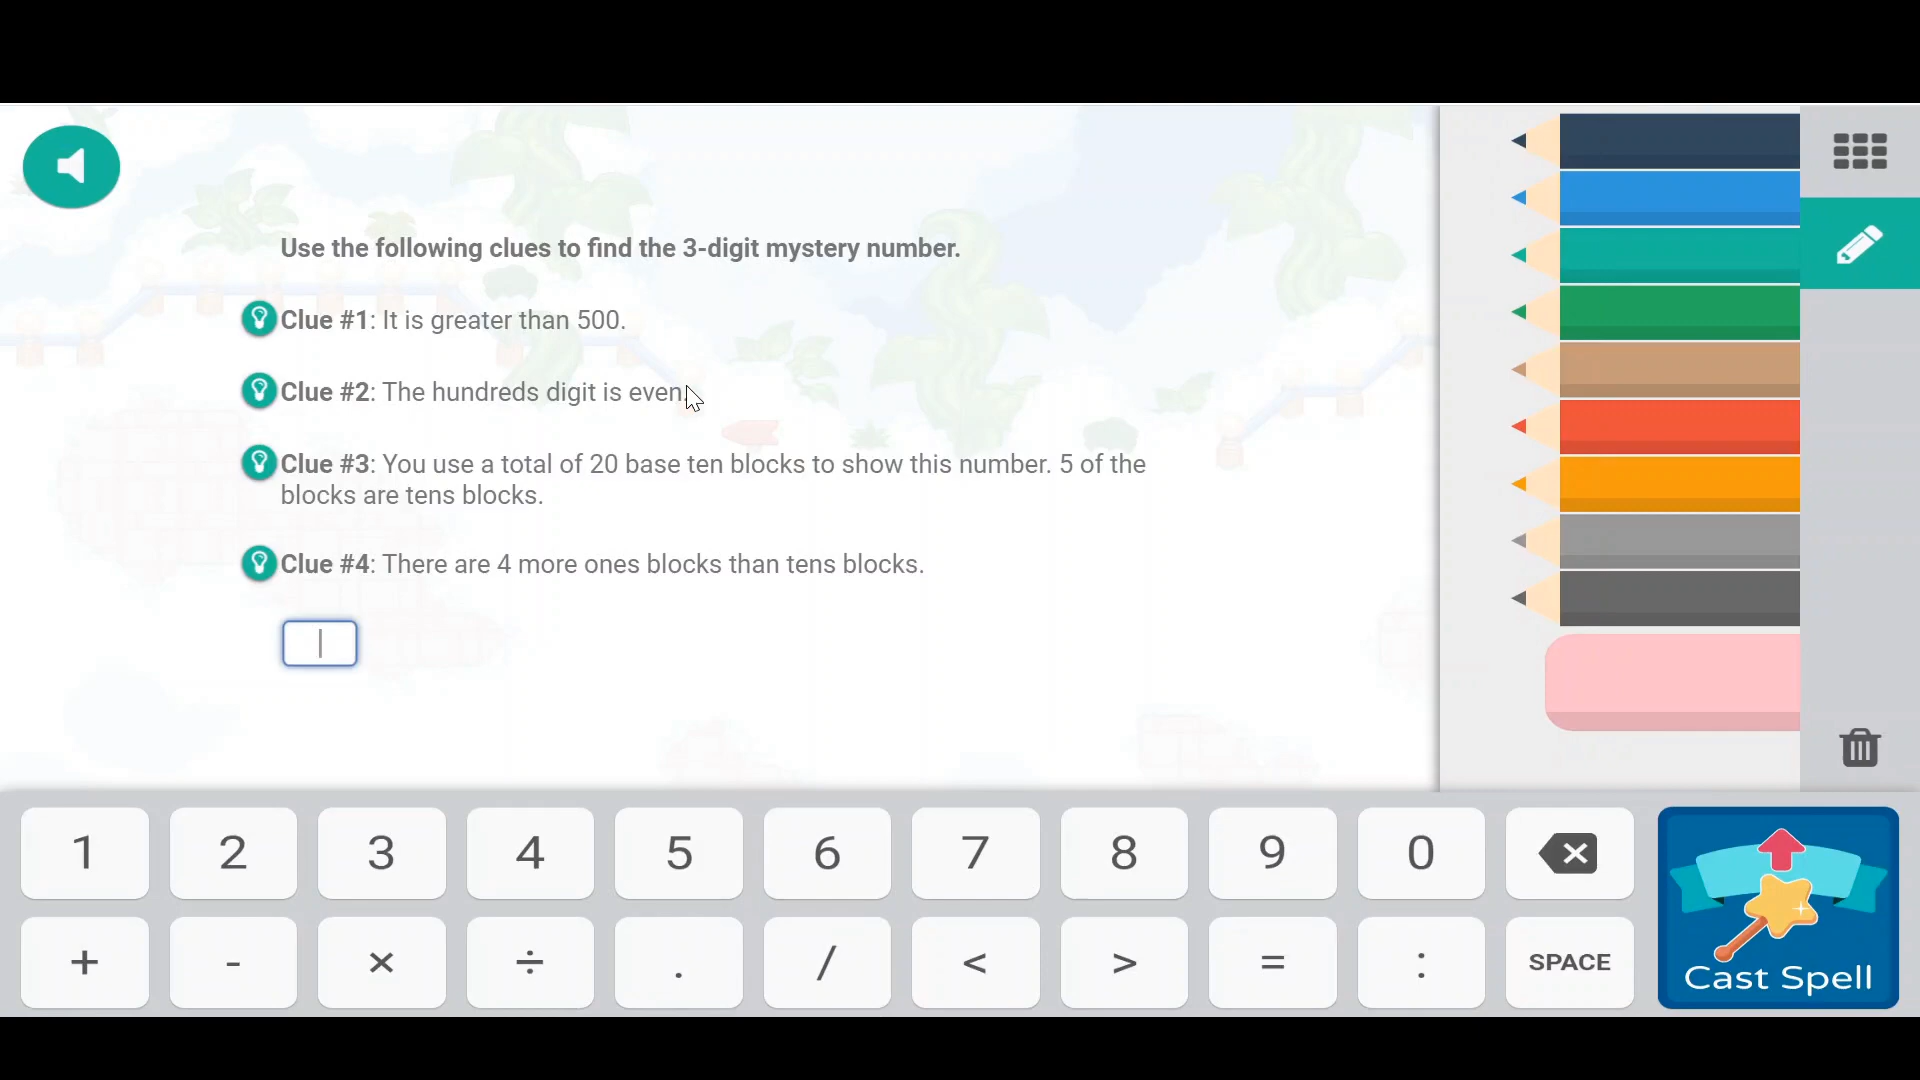 Use the following clues to find the 3-digit mystery number.
Clue #1: It is greater than 500.
Clue #2: The hundreds digit is even.
Clue #3: You use a total of 20 base ten blocks to show this number. 5 of the
blocks are tens blocks.
Clue #4: There are 4 more ones blocks than tens blocks.
1 2 3 4 5 6 7 8 9 0
+ - × ÷ . / < > = : SPACE
Cast Spell